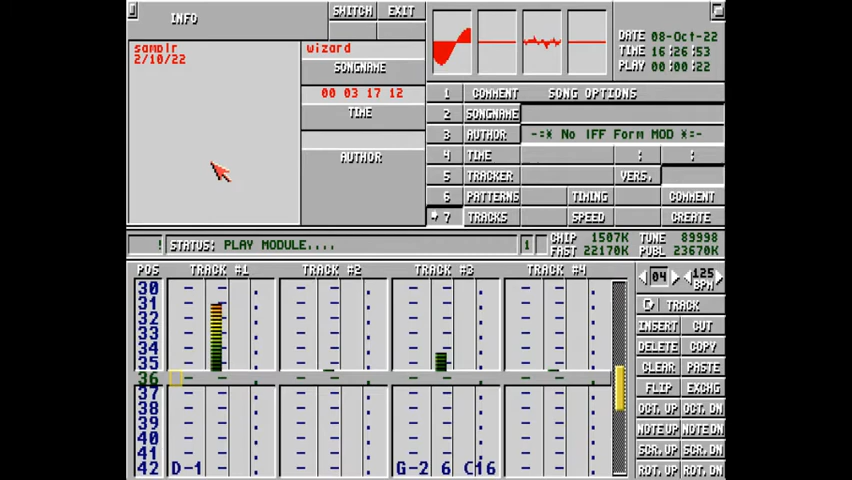 INFO
SWITCH EXIT
samplr
2/10/22
wizard
SONGNAME
00 03 17 12
TIME
AUTHOR
DATE 08-Oct-22
TIME 16:26:53
PLAY 00:00:22
1 COMMENT SONG OPTIONS
2 SONGNAME
3 AUTHOR -=* No IFF Form MOD *=-
4 TIME : :
5 TRACKER VERS.
6 PATTERNS TIMING COMMENT
7 TRACKS SPEED CREATE
! STATUS: PLAY MODULE.... 1
CHIP 1507K TUNE 89998
FAST 22170K PUBL 23670K
POS TRACK #1 TRACK #2 TRACK #3 TRACK #4
04 125 BPM
30 - - . - - . - - . - - .
31 - - . - - . - - . - - .
32 - - . - - . - - . - - .
33 - - . - - . - - . - - .
34 - - . - - . - - . - - .
35 - - . - - . - - . - - .
36 - - . - - . - - . - - .
37 - - . - - . - - . - - .
38 - - . - - . - - . - - .
39 - - . - - . - - . - - .
40 - - . - - . - - . - - .
41 - - . - - . - - . - - .
42 D-1 - . - - . G-2 6 C16 - - .
TRACK
INSERT CUT
DELETE COPY
CLEAR PASTE
FLIP EXCHG
OCT. UP OCT. DN
NOTE UP NOTE DN
SCR. UP SCR. DN
ROT. UP ROT. DN